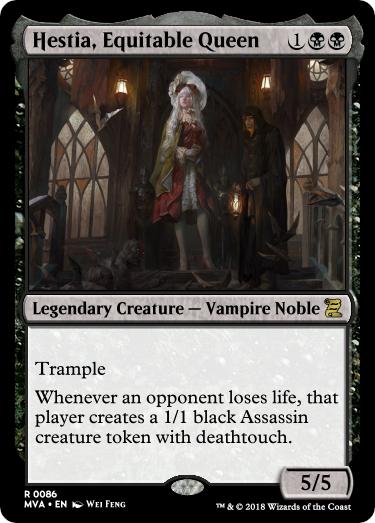 Hestia, Equitable Queen 1
Legendary Creature — Vampire Noble
Trample
Whenever an opponent loses life, that
player creates a 1/1 black Assassin
creature token with deathtouch.
5/5
R 0086
MVA • EN Wei Feng
™ & © 2018 Wizards of the Coast